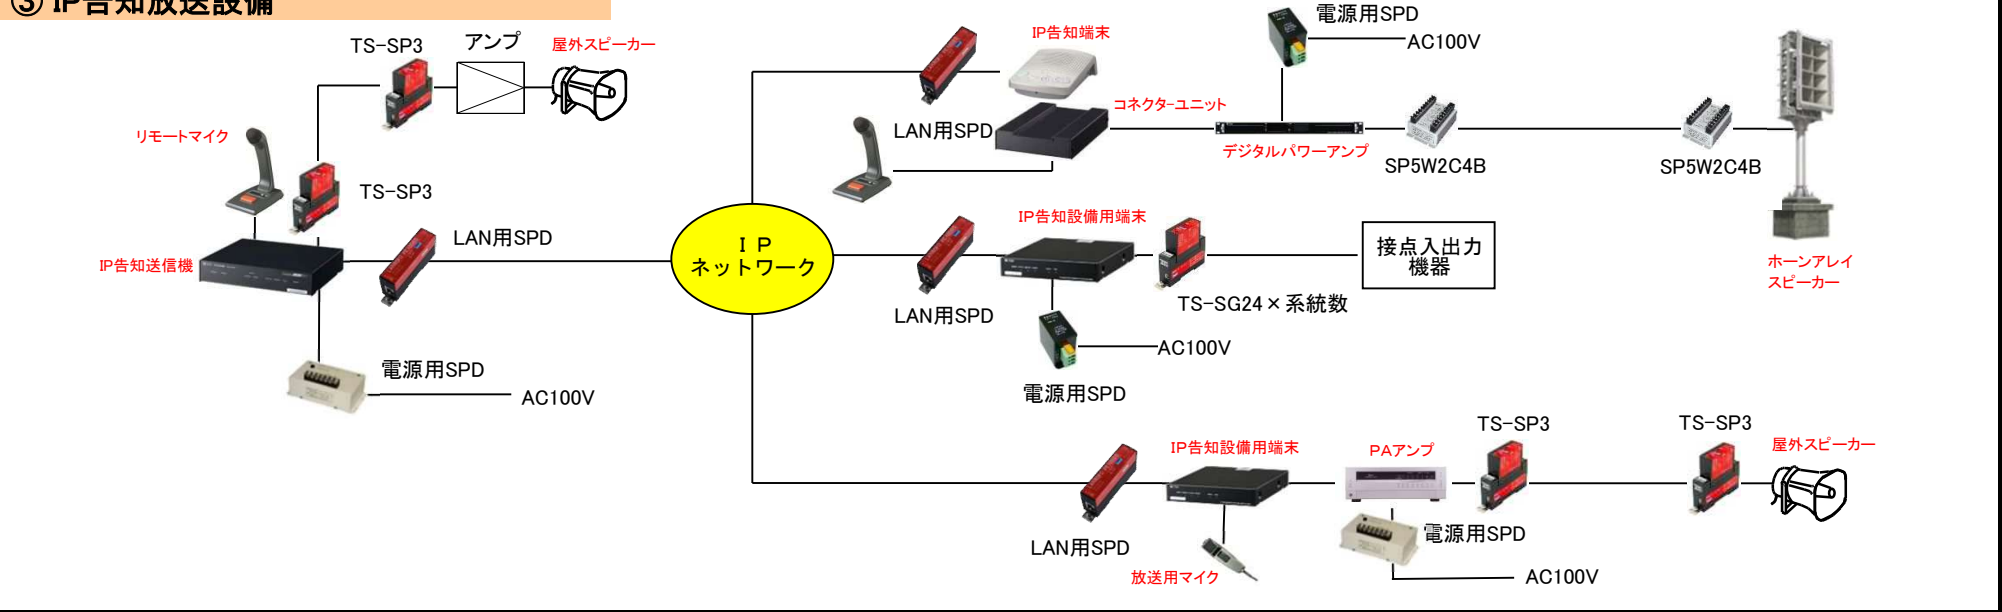 ③ IP告知放送設備
TS-SP3
アンプ
屋外スピーカー
リモートマイク
TS-SP3
LAN用SPD
IP告知送信機
電源用SPD
AC100V
ＩＰ
ネットワーク
IP告知端末
電源用SPD
AC100V
LAN用SPD
コネクターユニット
デジタルパワーアンプ
SP5W2C4B
SP5W2C4B
ホーンアレイ
スピーカー
IP告知設備用端末
LAN用SPD
TS-SG24×系統数
接点入出力
機器
AC100V
電源用SPD
IP告知設備用端末
PAアンプ
TS-SP3
TS-SP3
屋外スピーカー
LAN用SPD
放送用マイク
電源用SPD
AC100V